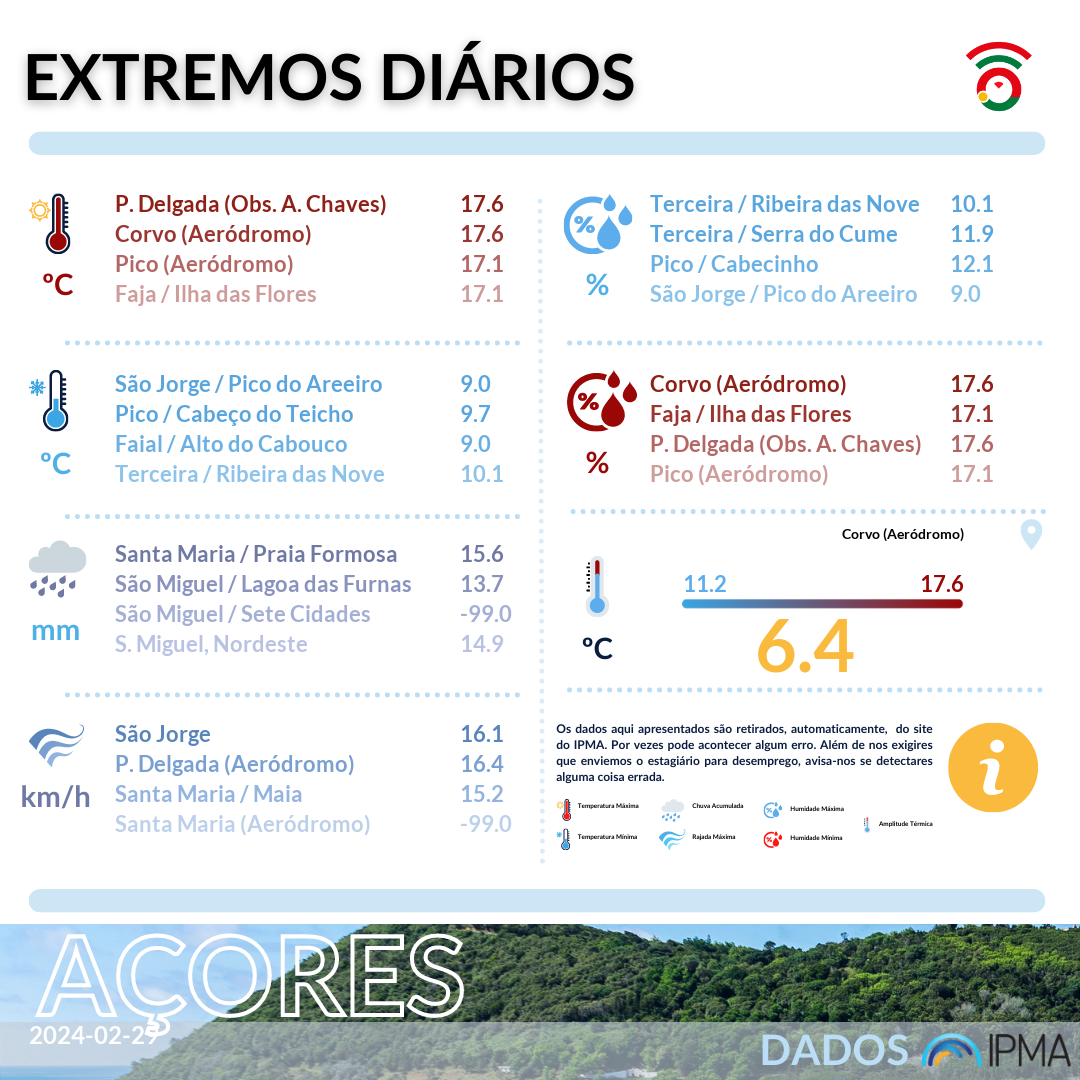 EXTREMOS DIÁRIOS
P. Delgada (Obs. A. Chaves) 17.6
Corvo (Aeródromo) 17.6
Pico (Aeródromo) 17.1
Faja / Ilha das Flores 17.1
ºC
São Jorge / Pico do Areeiro 9.0
Pico / Cabeço do Teicho 9.7
Faial / Alto do Cabouco 9.0
Terceira / Ribeira das Nove 10.1
ºC
Santa Maria / Praia Formosa 15.6
São Miguel / Lagoa das Furnas 13.7
São Miguel / Sete Cidades -99.0
S. Miguel, Nordeste 14.9
mm
São Jorge 16.1
P. Delgada (Aeródromo) 16.4
Santa Maria / Maia 15.2
Santa Maria (Aeródromo) -99.0
km/h
Terceira / Ribeira das Nove 10.1
Terceira / Serra do Cume 11.9
Pico / Cabecinho 12.1
São Jorge / Pico do Areeiro 9.0
%
%
Corvo (Aeródromo) 17.6
Faja / Ilha das Flores 17.1
P. Delgada (Obs. A. Chaves) 17.6
Pico (Aeródromo) 17.1
%
%
Corvo (Aeródromo)
11.2 17.6
6.4
ºC
Os dados aqui apresentados são retirados, automaticamente, do site
do IPMA. Por vezes pode acontecer algum erro. Além de nos exigires
que enviemos o estagiário para desemprego, avisa-nos se detectares
alguma coisa errada.
i
Temperatura Máxima
Chuva Acumulada
Humidade Máxima
Amplitude Térmica
Temperatura Mínima
Rajada Máxima
Humidade Mínima
AÇORES
2024-02-29
DADOS IPMA